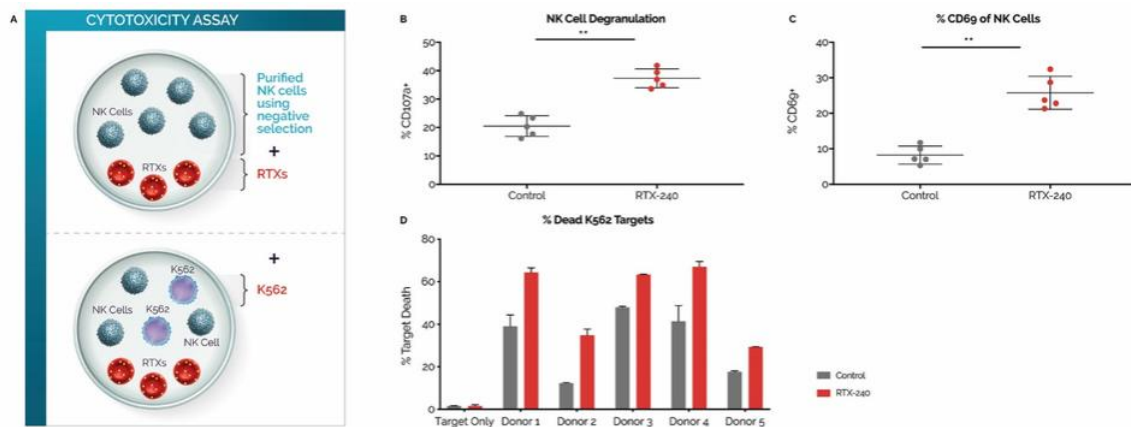 A
CYTOTOXICITY ASSAY
NK Cells
RTXs
Purified
NK cells
using
negative
selection
+
RTXs
+
K562
K562
NK Cells
K562
NK Cell
RTXs
B
NK Cell Degranulation
**
% CD107a+
50
40
30
20
10
0
Control
RTX-240
C
% CD69 of NK Cells
**
% CD69+
40
30
20
10
0
Control
RTX-240
D
% Dead K562 Targets
% Target Death
80
60
40
20
0
Target Only
Donor 1
Donor 2
Donor 3
Donor 4
Donor 5
Control
RTX-240